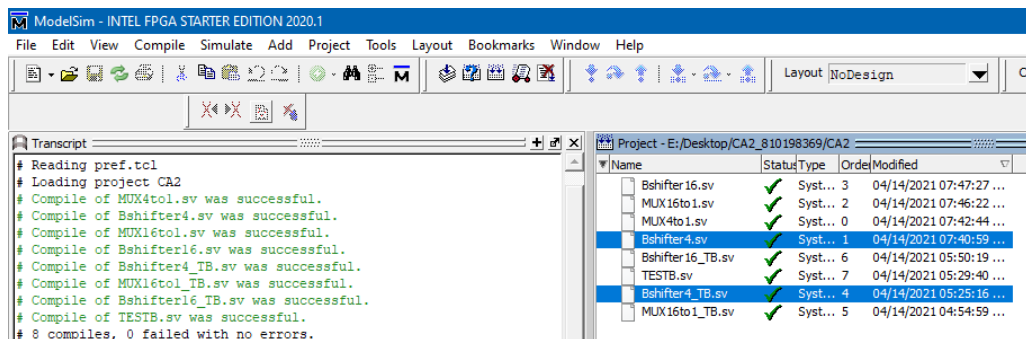 ModelSim - INTEL FPGA STARTER EDITION 2020.1
File Edit View Compile Simulate Add Project Tools Layout Bookmarks Window Help
Layout NoDesign
Transcript
# Reading pref.tcl
# Loading project CA2
# Compile of MUX4to1.sv was successful.
# Compile of Bshifter4.sv was successful.
# Compile of MUX16to1.sv was successful.
# Compile of Bshifter16.sv was successful.
# Compile of Bshifter4_TB.sv was successful.
# Compile of MUX16to1_TB.sv was successful.
# Compile of Bshifter16_TB.sv was successful.
# Compile of TESTB.sv was successful.
# 8 compiles, 0 failed with no errors.
Project - E:/Desktop/CA2_810198369/CA2
Name Status Type Order Modified
Bshifter16.sv Syst... 3 04/14/2021 07:47:27 ...
MUX16to1.sv Syst... 2 04/14/2021 07:46:22 ...
MUX4to1.sv Syst... 0 04/14/2021 07:42:44 ...
Bshifter4.sv Syst... 1 04/14/2021 07:40:59 ...
Bshifter16_TB.sv Syst... 6 04/14/2021 05:50:19 ...
TESTB.sv Syst... 7 04/14/2021 05:29:40 ...
Bshifter4_TB.sv Syst... 4 04/14/2021 05:25:16 ...
MUX16to1_TB.sv Syst... 5 04/14/2021 04:54:59 ...